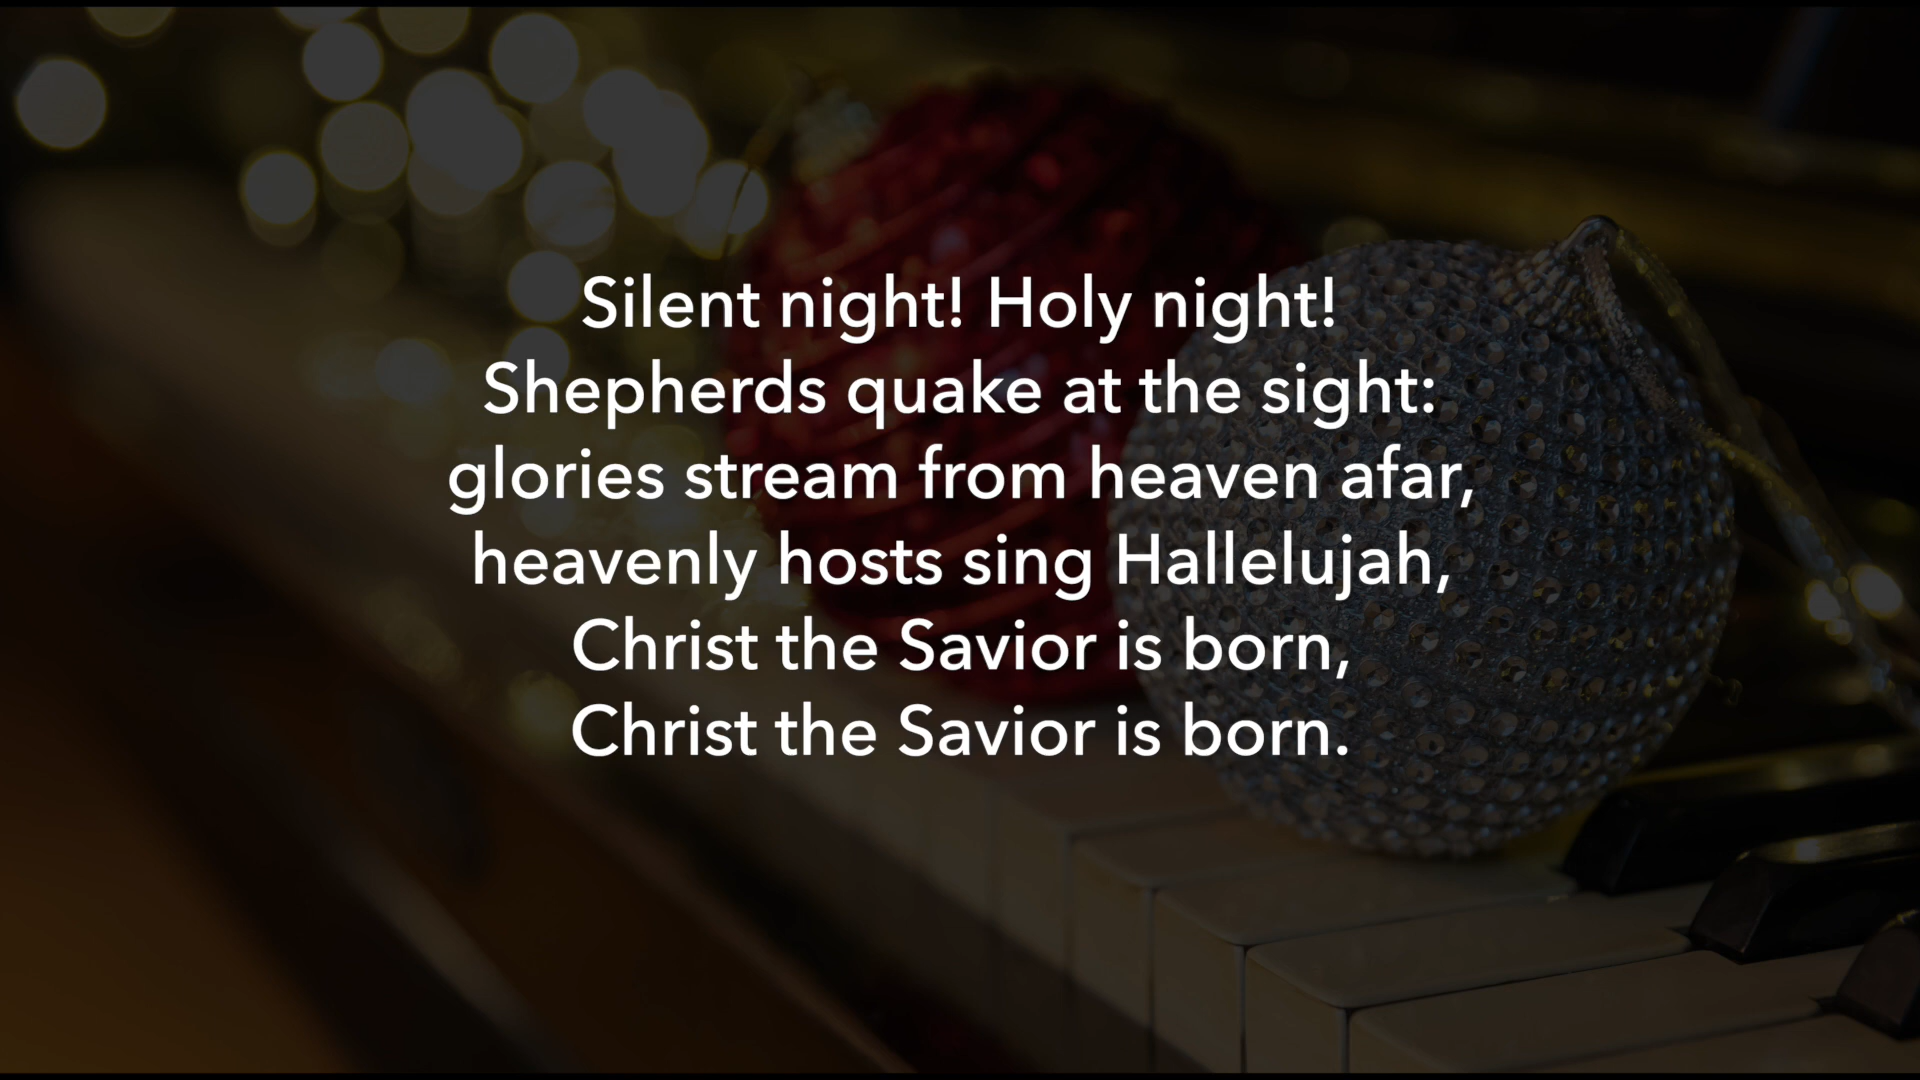 Silent night! Holy night!
Shepherds quake at the sight:
glories stream from heaven afar,
heavenly hosts sing Hallelujah,
Christ the Savior is born,
Christ the Savior is born.